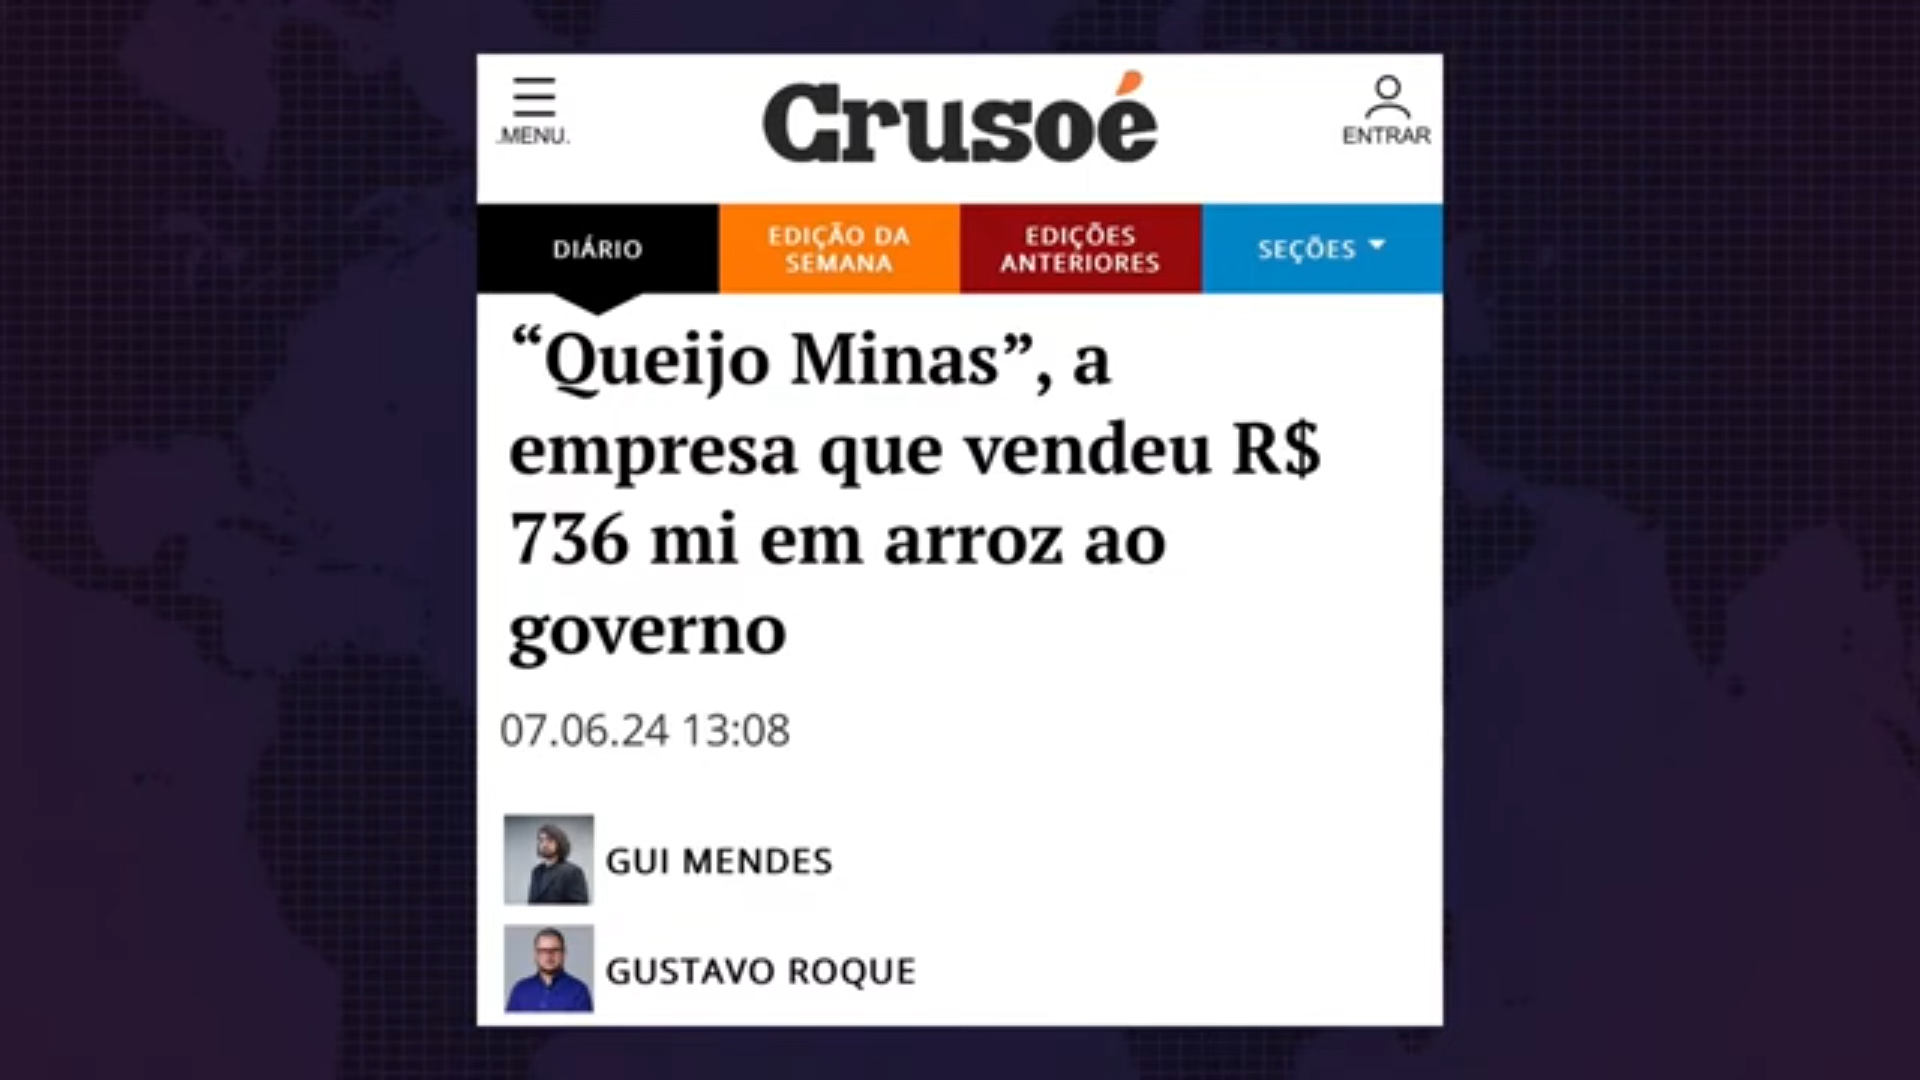 .MENU.
Crusoé
ENTRAR
DIÁRIO
EDIÇÃO DA
SEMANA
EDIÇÕES
ANTERIORES
SEÇÕES
“Queijo Minas”, a
empresa que vendeu R$
736 mi em arroz ao
governo
07.06.24 13:08
GUI MENDES
GUSTAVO ROQUE